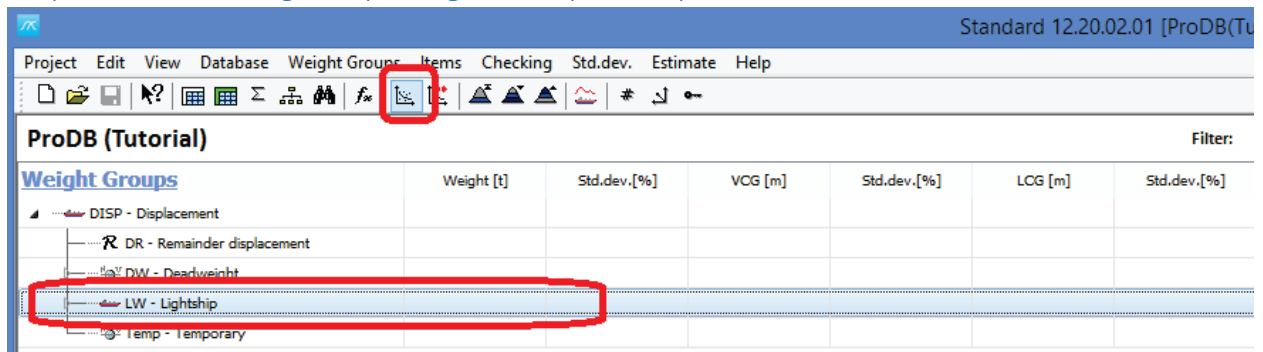 Standard 12.20.02.01 [ProDB(Tu
Project Edit View Database Weight Groups Items Checking Std.dev. Estimate Help
ProDB (Tutorial) Filter:
Weight Groups Weight [t] Std.dev.[%] VCG [m] Std.dev.[%] LCG [m] Std.dev.[%]
DISP - Displacement
R DR - Remainder displacement
DW - Deadweight
LW - Lightship
Temp - Temporary